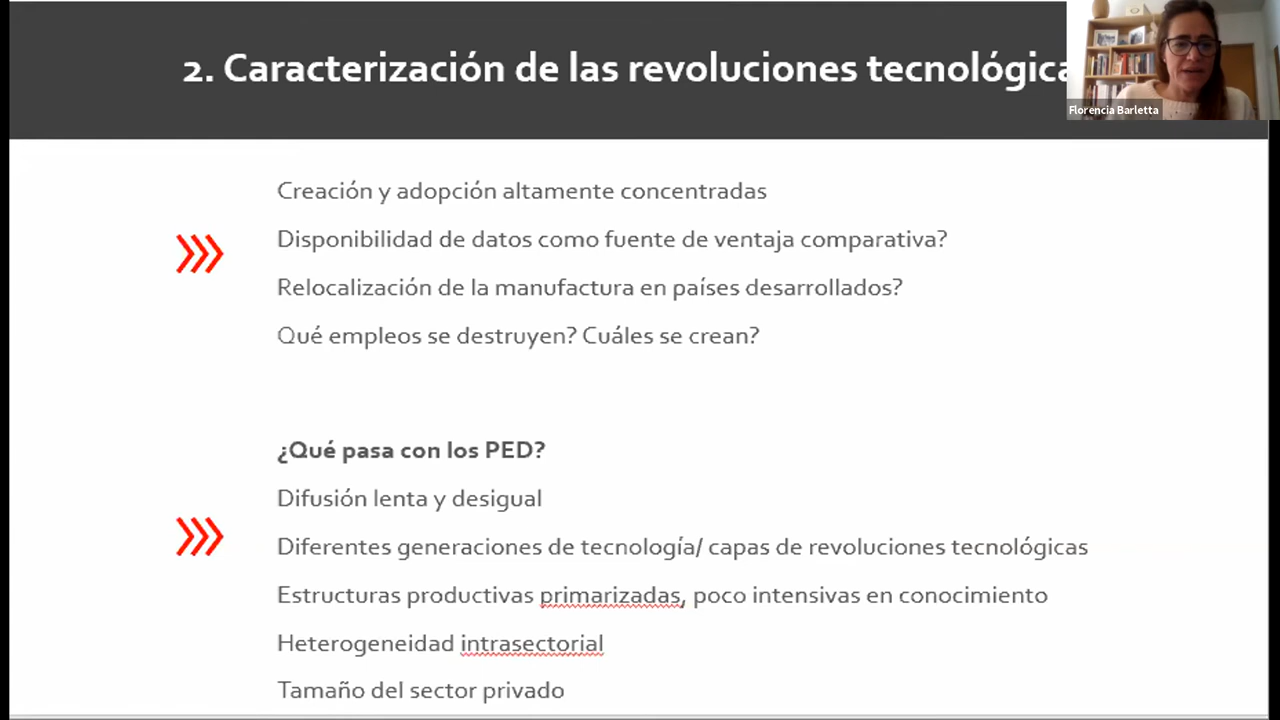 2. Caracterización de las revoluciones tecnológica
Florencia Barletta
Creación y adopción altamente concentradas
Disponibilidad de datos como fuente de ventaja comparativa?
Relocalización de la manufactura en países desarrollados?
Qué empleos se destruyen? Cuáles se crean?
¿Qué pasa con los PED?
Difusión lenta y desigual
Diferentes generaciones de tecnología/ capas de revoluciones tecnológicas
Estructuras productivas primarizadas, poco intensivas en conocimiento
Heterogeneidad intrasectorial
Tamaño del sector privado